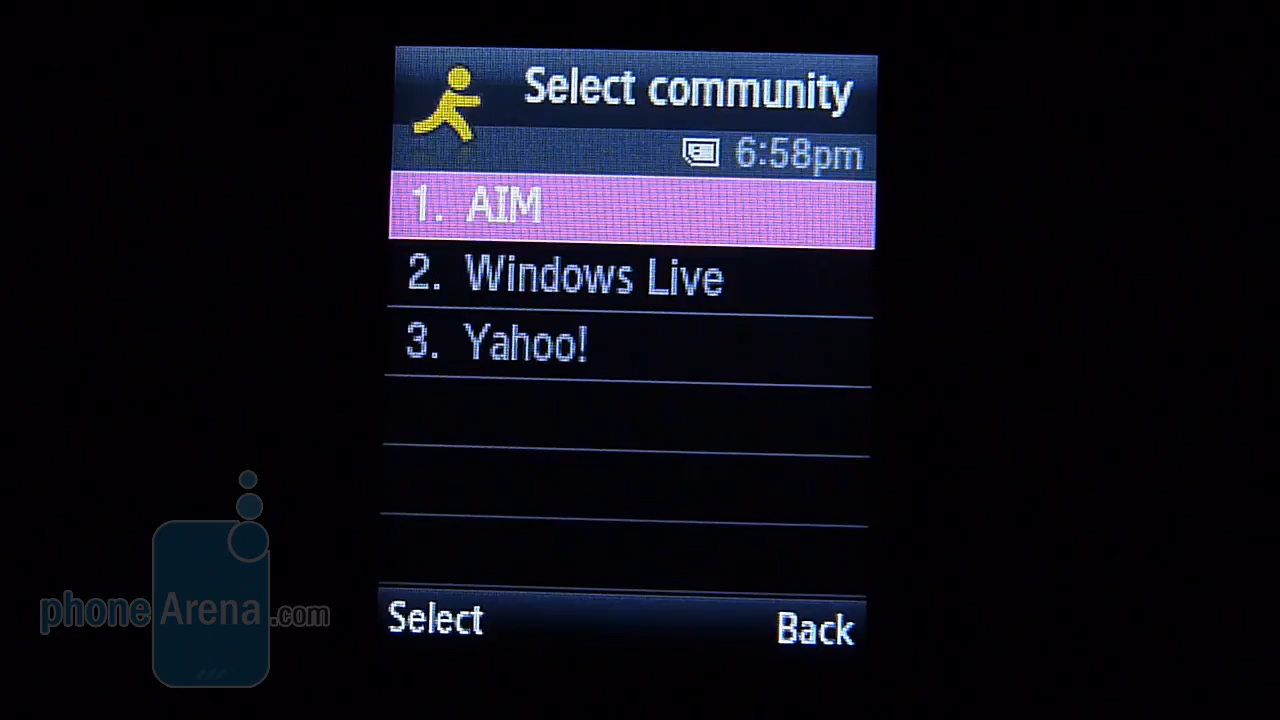 Select community
6:58pm
1. AIM
2. Windows Live
3. Yahoo!
Select Back
phoneArena.com